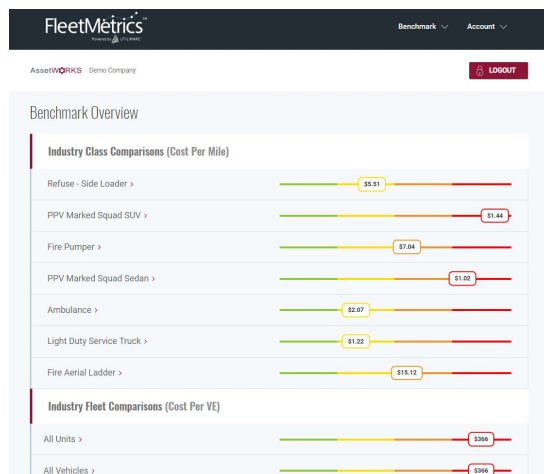 FleetMetrics™
Powered by UTILIMARC
Benchmark
Account
AssetWORKS Demo Company
LOGOUT
Benchmark Overview
Industry Class Comparisons (Cost Per Mile)
Refuse - Side Loader >
$5.51
PPV Marked Squad SUV >
$1.44
Fire Pumper >
$7.04
PPV Marked Squad Sedan >
$1.02
Ambulance >
$2.07
Light Duty Service Truck >
$1.22
Fire Aerial Ladder >
$15.12
Industry Fleet Comparisons (Cost Per VE)
All Units >
$366
All Vehicles >
$366